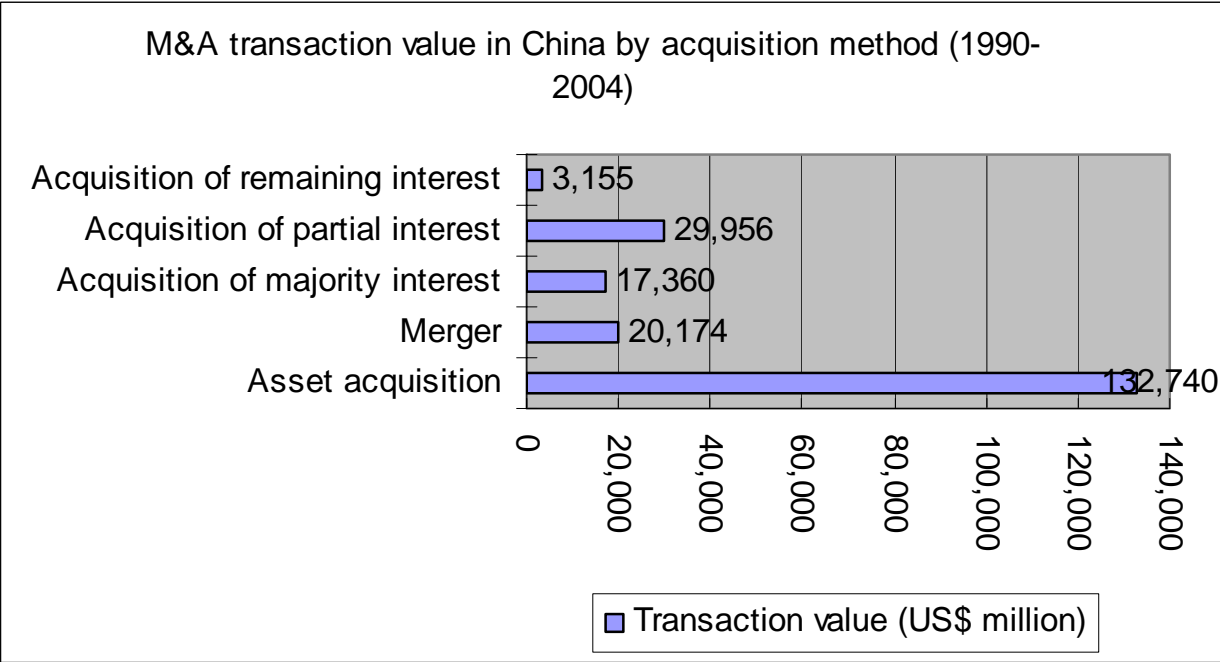 M&A transaction value in China by acquisition method (1990-
2004)
Acquisition of remaining interest
3,155
Acquisition of partial interest
29,956
Acquisition of majority interest
17,360
Merger
20,174
Asset acquisition
132,740
0
20,000
40,000
60,000
80,000
100,000
120,000
140,000
Transaction value (US$ million)